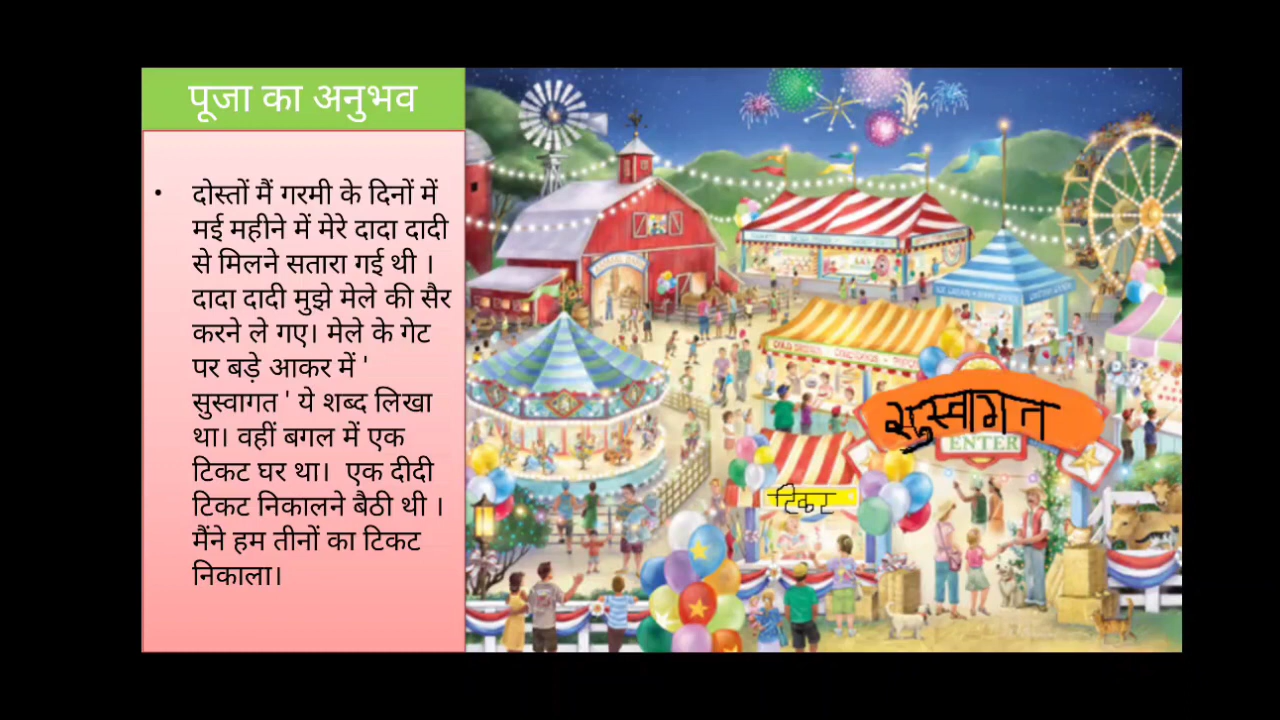 पूजा का अनुभव
• दोस्तों मैं गरमी के दिनों में
मई महीने में मेरे दादा दादी
से मिलने सतारा गई थी ।
दादा दादी मुझे मेले की सैर
करने ले गए। मेले के गेट
पर बड़े आकर में '
सुस्वागत ' ये शब्द लिखा
था। वहीं बगल में एक
टिकट घर था। एक दीदी
टिकट निकालने बैठी थी ।
मैंने हम तीनों का टिकट
निकाला।
सुस्वागत
ENTER
टिकट